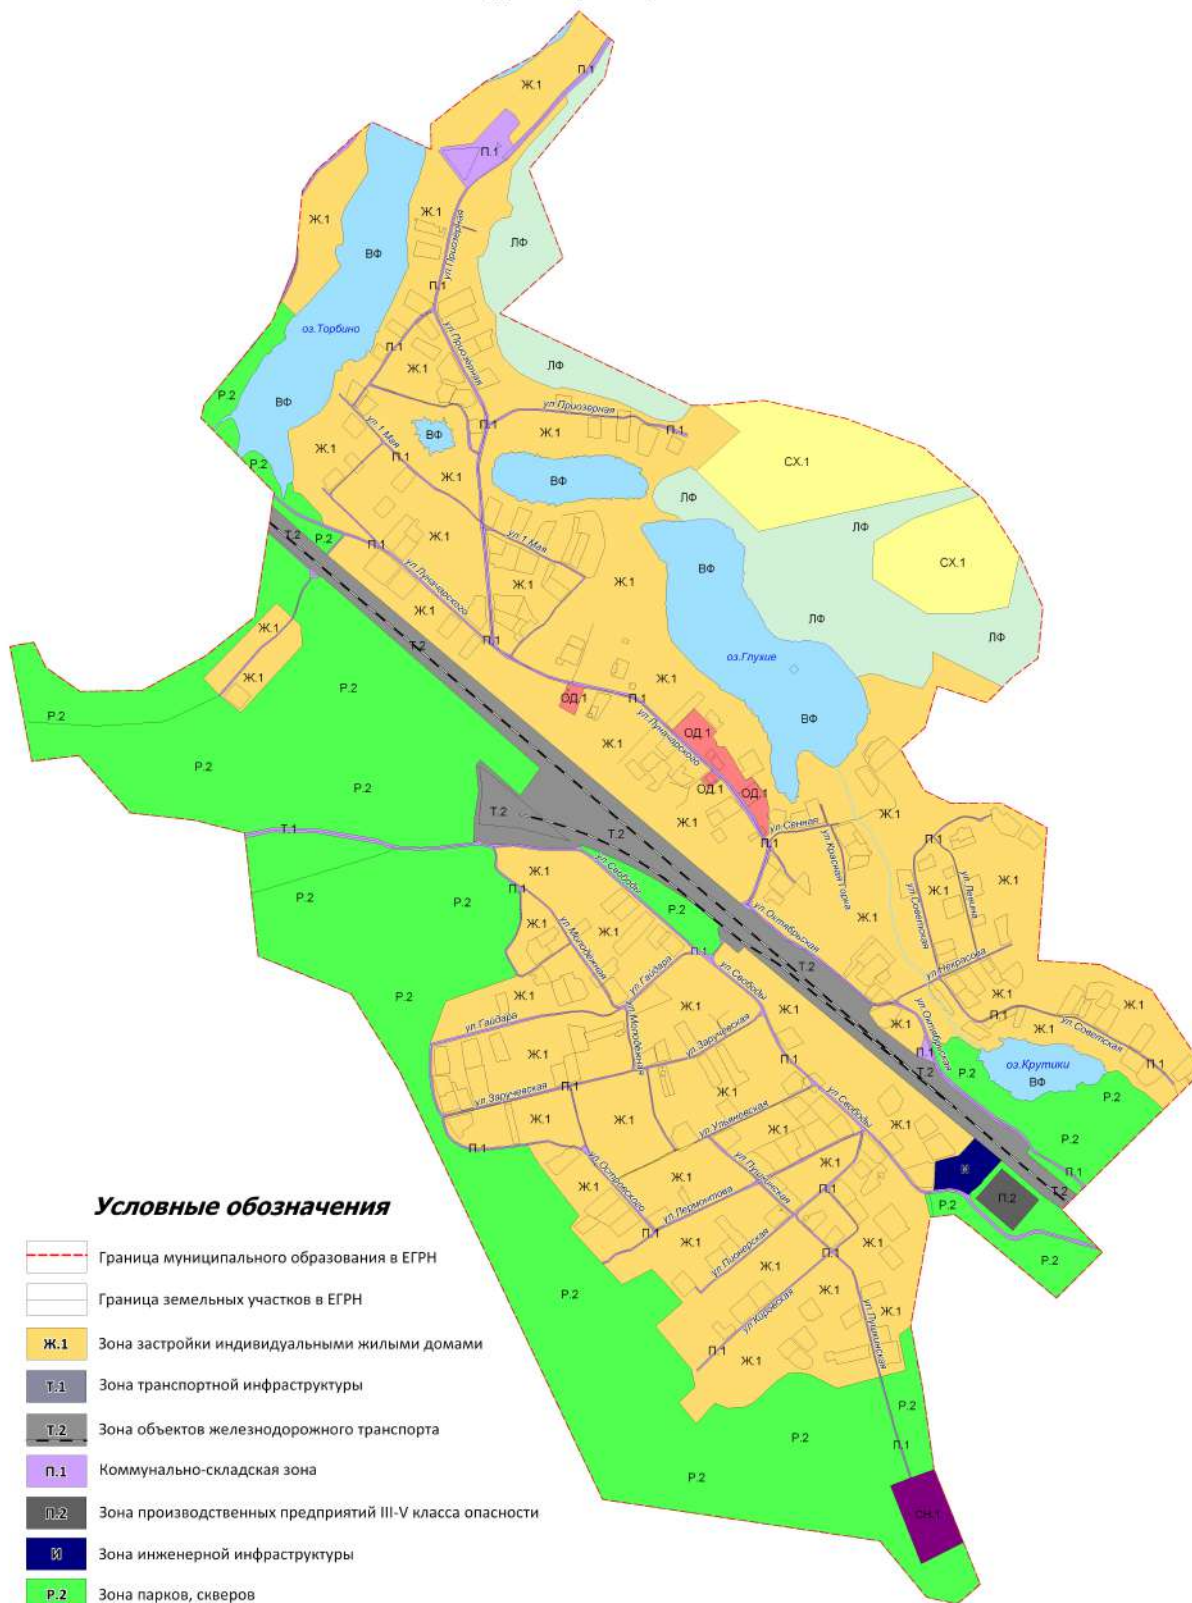 П.1
Ж.1
П.1
Ж.1
Ж.1
ул.Приозерная
ВФ
ЛФ
П.1
оз.Торбино
ул.Приозерная
П.1
Ж.1
ЛФ
Р.2
ВФ
ул.Приозерная
ул.1 Мая
П.1
Ж.1
П.1
ВФ
Ж.1
П.1
Ж.1
СХ.1
Р.2
ВФ
ЛФ
ЛФ
Т.2
Р.2
П.1
Ж.1
ул.1 Мая
СХ.1
ул.Луначарского
Ж.1
Ж.1
ВФ
Ж.1
ЛФ
Ж.1
П.1
ЛФ
Т.2
оз.Глухие
Ж.1
Р.2
Ж.1
ОД.1
П.1
Р.2
ВФ
ул.Луначарского
ОД.1
Ж.1
Р.2
Р.2
ОД.1
ОД.1
Т.2
Ж.1
Ж.1
ул.Сенная
Т.1
Т.2
П.1
П.1
ул.Красная Горка
Ж.1
ул.Свободы
П.1
Ж.1
ул.Левина
Ж.1
Р.2
Р.2
Р.2
ул.Октябрьская
Ж.1
ул.Советская
Ж.1
ул.Молодежная
Ж.1
П.1
ул.Гайдара
Т.2
ул.Некрасова
ул.Свободы
Р.2
Ж.1
Ж.1
Ж.1
ул.Октябрьская
Ж.1
Ж.1
П.1
ул.Советская
ул.Гайдара
ул.Молодежная
ул.Заручевская
Ж.1
Ж.1
П.1
П.1
Т.2
Р.2
оз.Крутики
ВФ
П.1
Р.2
ул.Заручевская
П.1
Ж.1
ул.Свободы
Ж.1
Ж.1
ул.Ульяновская
Ж.1
Ж.1
Р.2
П.1
ул.Островского
ул.Пушкинская
Ж.1
И
П.1
Ж.1
Ж.1
П.1
П.2
Т.2
ул.Лермонтова
Р.2
П.1
Ж.1
ул.Пионерская
П.1
Ж.1
Р.2
Ж.1
Р.2
Ж.1
ул.Кировская
ул.Пушкинская
Ж.1
П.1
Ж.1
Р.2
Р.2
П.1
Р.2
СН.1
Условные обозначения
Граница муниципального образования в ЕГРН
Граница земельных участков в ЕГРН
Ж.1 Зона застройки индивидуальными жилыми домами
Т.1 Зона транспортной инфраструктуры
Т.2 Зона объектов железнодорожного транспорта
П.1 Коммунально-складская зона
П.2 Зона производственных предприятий III-V класса опасности
И Зона инженерной инфраструктуры
Р.2 Зона парков, скверов